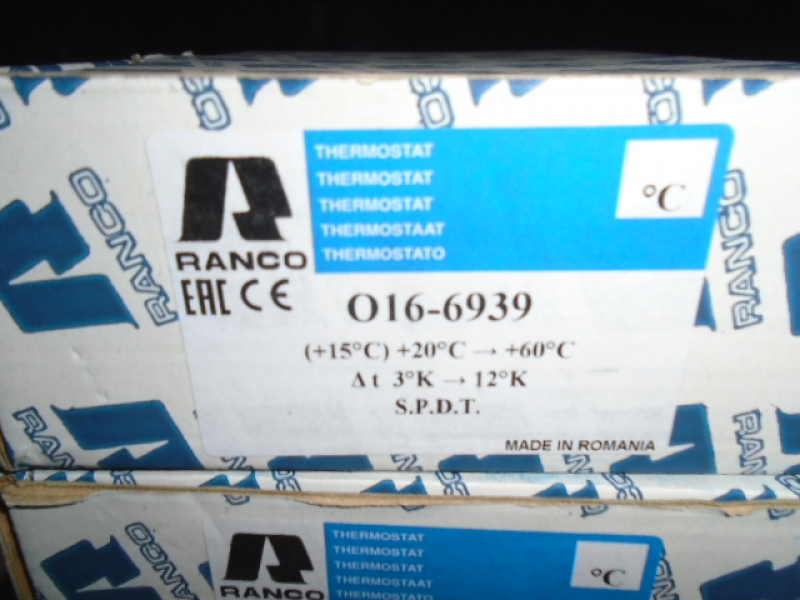 THERMOSTAT
THERMOSTAT
THERMOSTAT
THERMOSTAAT
THERMOSTATO
°C
RANCO
EAC CE
O16-6939
(+15°C) +20°C → +60°C
Δt 3°K → 12°K
S.P.D.T.
MADE IN ROMANIA
RANCO
RANCO
RANCO
THERMOSTAT
THERMOSTAT
THERMOSTAT
THERMOSTAAT
THERMOSTATO
°C
RANCO
RANCO